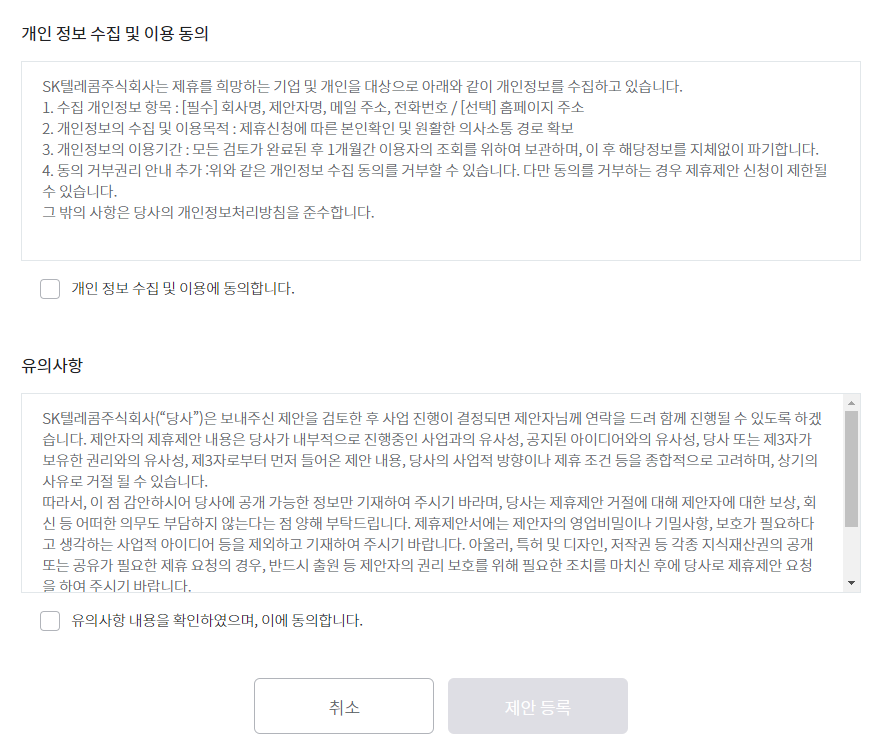 개인 정보 수집 및 이용 동의
SK텔레콤주식회사는 제휴를 희망하는 기업 및 개인을 대상으로 아래와 같이 개인정보를 수집하고 있습니다.
1. 수집 개인정보 항목 : [필수] 회사명, 제안자명, 메일 주소, 전화번호 / [선택] 홈페이지 주소
2. 개인정보의 수집 및 이용목적 : 제휴신청에 따른 본인확인 및 원활한 의사소통 경로 확보
3. 개인정보의 이용기간 : 모든 검토가 완료된 후 1개월간 이용자의 조회를 위하여 보관하며, 이 후 해당정보를 지체없이 파기합니다.
4. 동의 거부권리 안내 추가 :위와 같은 개인정보 수집 동의를 거부할 수 있습니다. 다만 동의를 거부하는 경우 제휴제안 신청이 제한될
수 있습니다.
그 밖의 사항은 당사의 개인정보처리방침을 준수합니다.
개인 정보 수집 및 이용에 동의합니다.
유의사항
SK텔레콤주식회사(“당사”)은 보내주신 제안을 검토한 후 사업 진행이 결정되면 제안자님께 연락을 드려 함께 진행될 수 있도록 하겠
습니다. 제안자의 제휴제안 내용은 당사가 내부적으로 진행중인 사업과의 유사성, 공지된 아이디어와의 유사성, 당사 또는 제3자가
보유한 권리와의 유사성, 제3자로부터 먼저 들어온 제안 내용, 당사의 사업적 방향이나 제휴 조건 등을 종합적으로 고려하며, 상기의
사유로 거절 될 수 있습니다.
따라서, 이 점 감안하시어 당사에 공개 가능한 정보만 기재하여 주시기 바라며, 당사는 제휴제안 거절에 대해 제안자에 대한 보상, 회
신 등 어떠한 의무도 부담하지 않는다는 점 양해 부탁드립니다. 제휴제안서에는 제안자의 영업비밀이나 기밀사항, 보호가 필요하다
고 생각하는 사업적 아이디어 등을 제외하고 기재하여 주시기 바랍니다. 아울러, 특허 및 디자인, 저작권 등 각종 지식재산권의 공개
또는 공유가 필요한 제휴 요청의 경우, 반드시 출원 등 제안자의 권리 보호를 위해 필요한 조치를 마치신 후에 당사로 제휴제안 요청
을 하여 주시기 바랍니다.
유의사항 내용을 확인하였으며, 이에 동의합니다.
취소
제안 등록